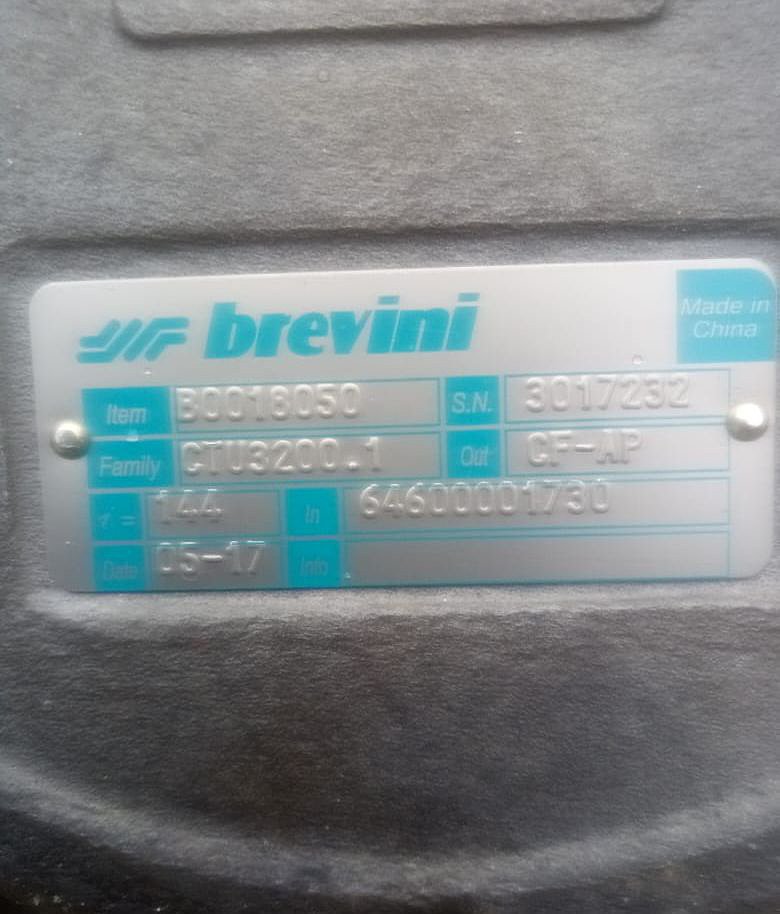 brevini
Made in
China
Item B0018050 S.N. 3017232
Family CTU3200.1 Out CF-AP
r = 144 In 64600001730
Date 05-17 Info